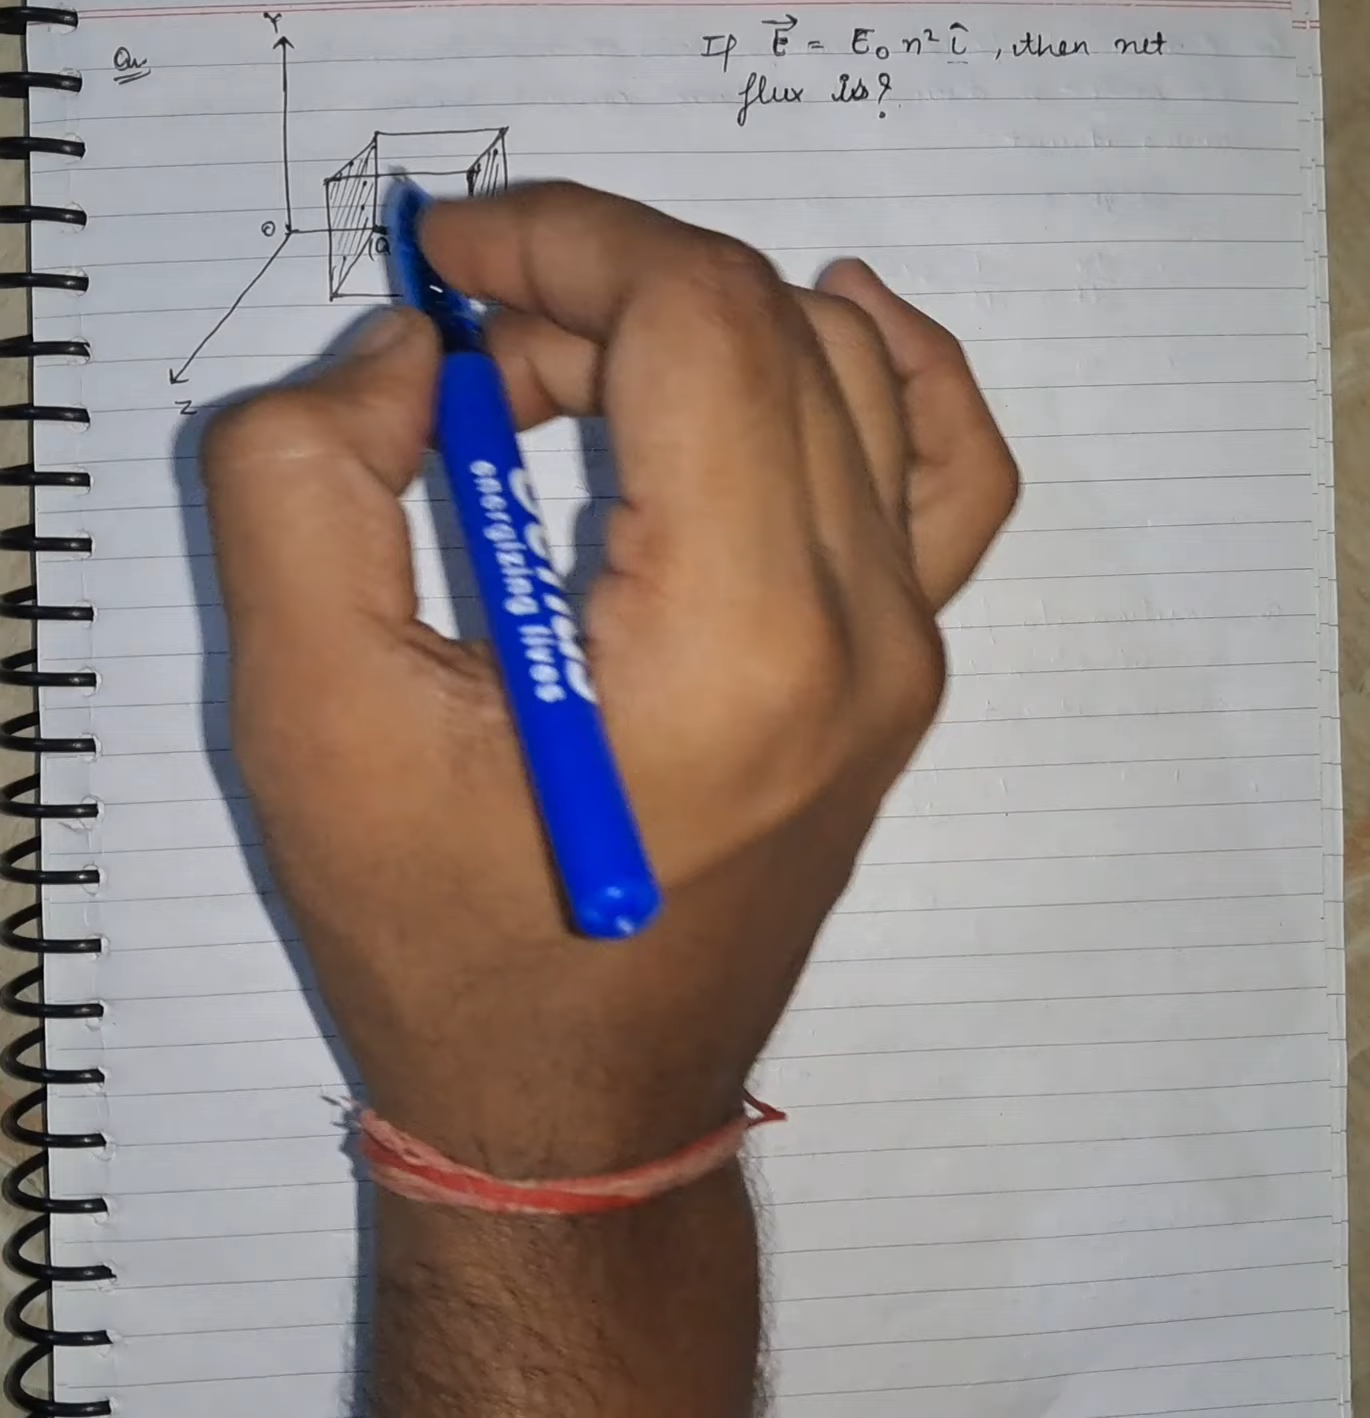 Y
Qu
If E⃗ = E₀ x² î, then net
flux is?
O
a
Z
energizing lives